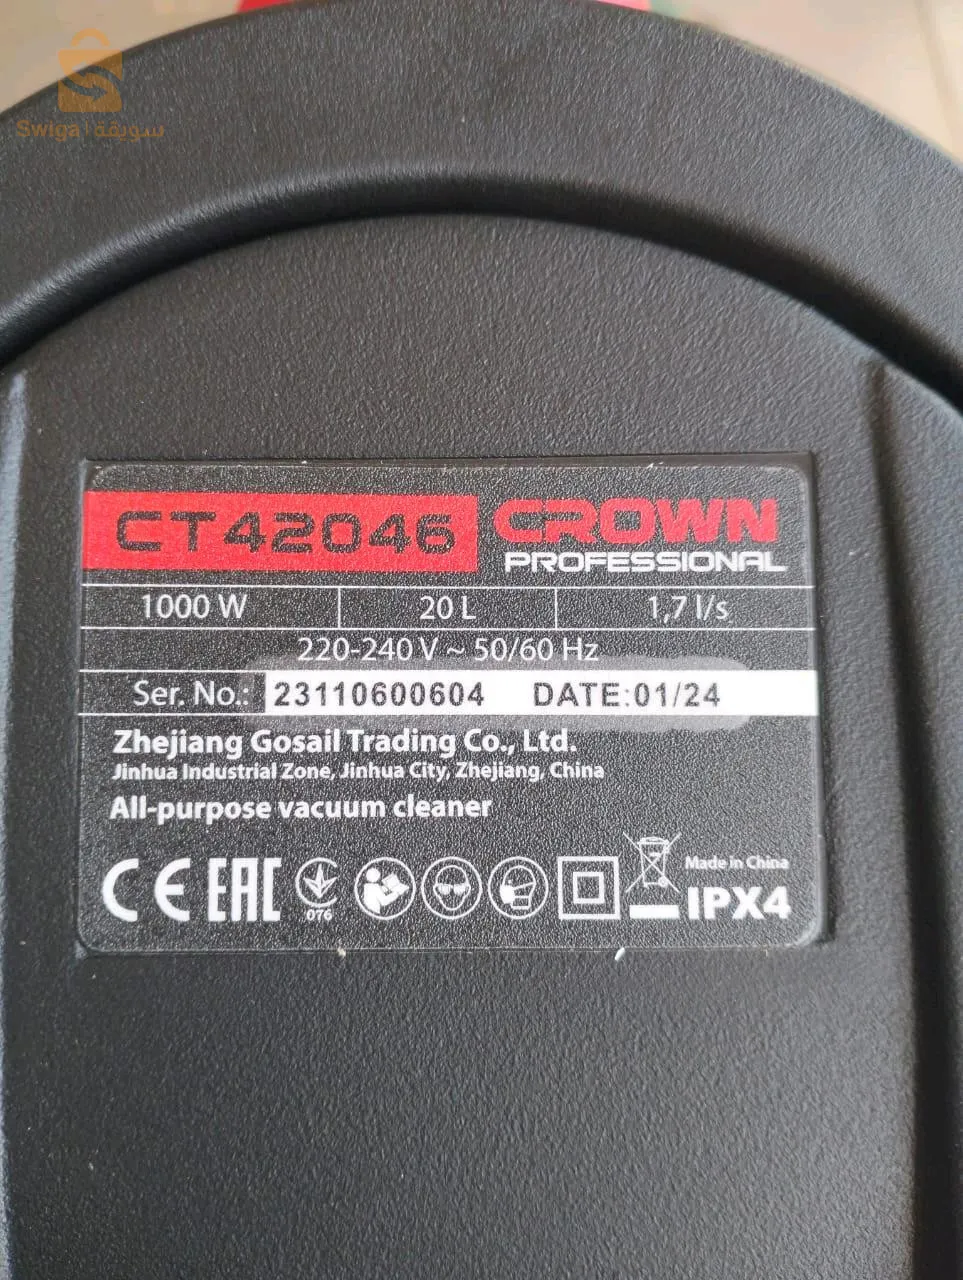 Swiga | سويقة
CT42046 CROWN
PROFESSIONAL
1000 W 20 L 1,7 l/s
220-240 V ~ 50/60 Hz
Ser. No.: 23110600604 DATE:01/24
Zhejiang Gosail Trading Co., Ltd.
Jinhua Industrial Zone, Jinhua City, Zhejiang, China
All-purpose vacuum cleaner
CE EAC 076 Made in China
IPX4